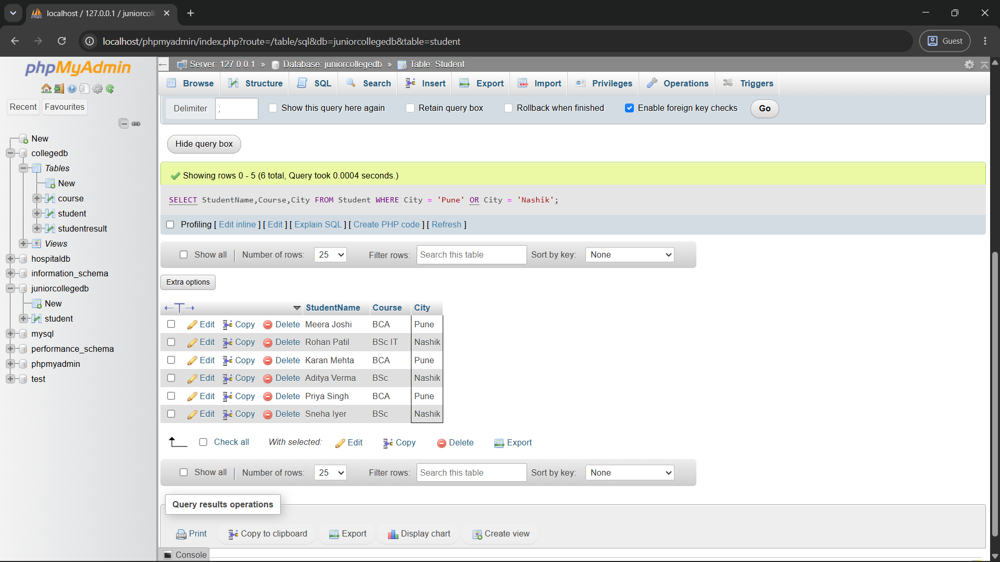 localhost / 127.0.0.1 / juniorcoll
localhost/phpmyadmin/index.php?route=/table/sql&db=juniorcollegedb&table=student
Guest
phpMyAdmin
Recent Favourites
New
collegedb
Tables
New
course
student
studentresult
Views
hospitaldb
information_schema
juniorcollegedb
New
student
mysql
performance_schema
phpmyadmin
test
Server: 127.0.0.1 » Database: juniorcollegedb » Table: Student
Browse Structure SQL Search Insert Export Import Privileges Operations Triggers
Delimiter ; Show this query here again Retain query box Rollback when finished Enable foreign key checks Go
Hide query box
Showing rows 0 - 5 (6 total, Query took 0.0004 seconds.)
SELECT StudentName,Course,City FROM Student WHERE City = 'Pune' OR City = 'Nashik';
Profiling [ Edit inline ] [ Edit ] [ Explain SQL ] [ Create PHP code ] [ Refresh ]
Show all | Number of rows: 25 Filter rows: Search this table Sort by key: None
Extra options
←T→ StudentName Course City
Edit Copy Delete Meera Joshi BCA Pune
Edit Copy Delete Rohan Patil BSc IT Nashik
Edit Copy Delete Karan Mehta BCA Pune
Edit Copy Delete Aditya Verma BSc Nashik
Edit Copy Delete Priya Singh BCA Pune
Edit Copy Delete Sneha Iyer BSc Nashik
Check all With selected: Edit Copy Delete Export
Show all | Number of rows: 25 Filter rows: Search this table Sort by key: None
Query results operations
Print Copy to clipboard Export Display chart Create view
Console